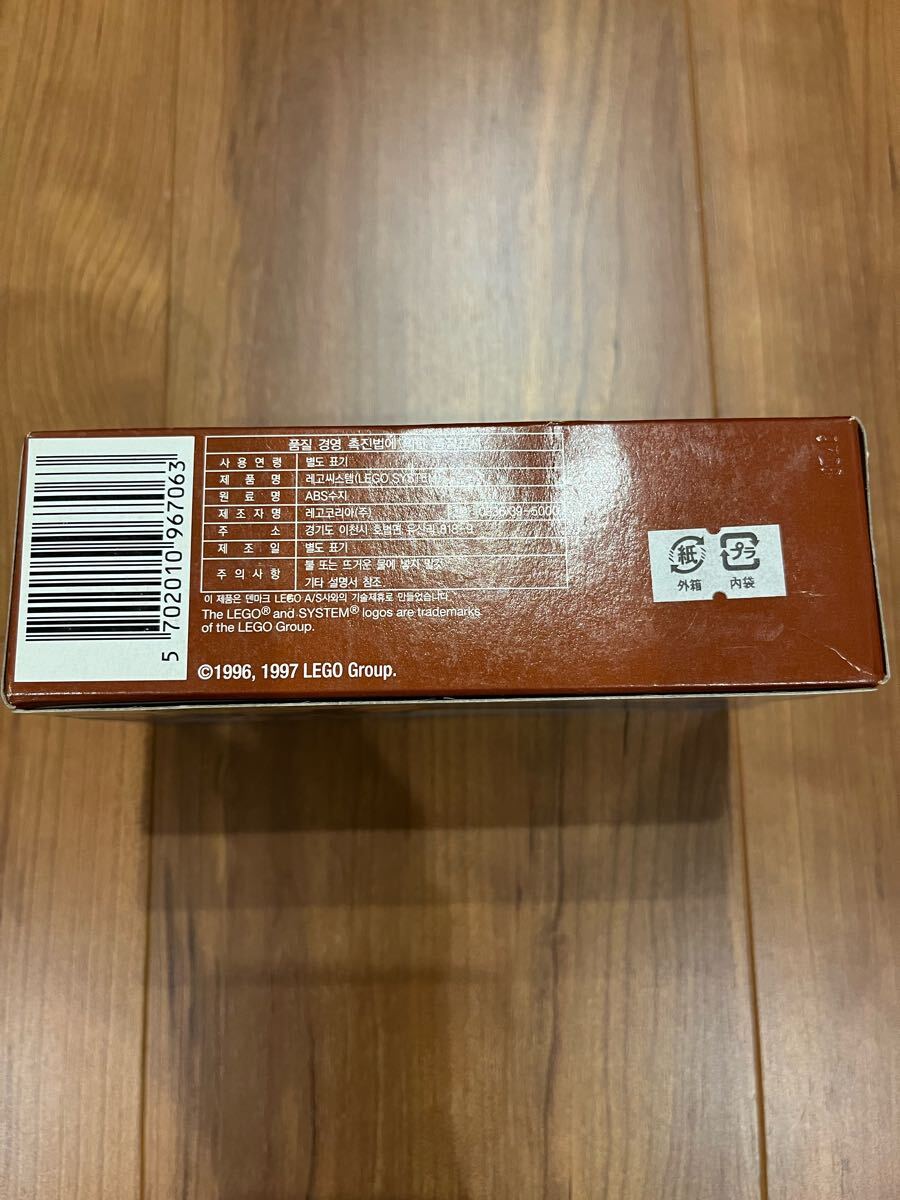 5 702010 967063
품질 경영 촉진법에
사용연령 별도 표기
제품명 레고씨스템(LEGO SYSTEM
원료명 ABS수지
제조자명 레고코리아(주)
주소 경기도 이천시 호법면
제조일 별도 표기
주의사항 불 또는 뜨거운 물에 넣지 말것
기타 설명서 참조
이 제품은 덴마크 LEGO A/S사와의 기술제휴로 만들었습니다
The LEGO® and SYSTEM® logos are trademarks
of the LEGO Group.
©1996, 1997 LEGO Group.
紙 プラ
外箱 内袋